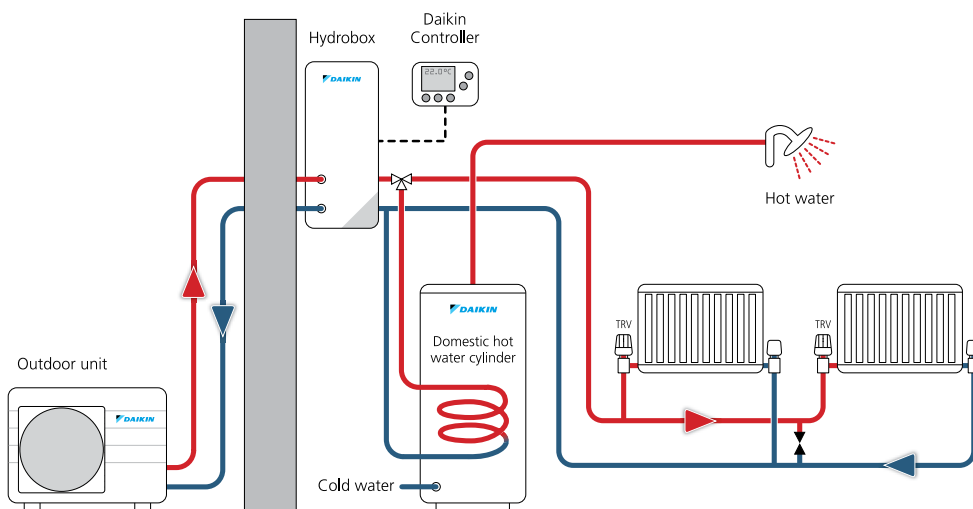 Daikin
Controller
Hydrobox
DAIKIN
22.0°C
Hot water
DAIKIN
Domestic hot
water cylinder
TRV
TRV
Outdoor unit
DAIKIN
Cold water